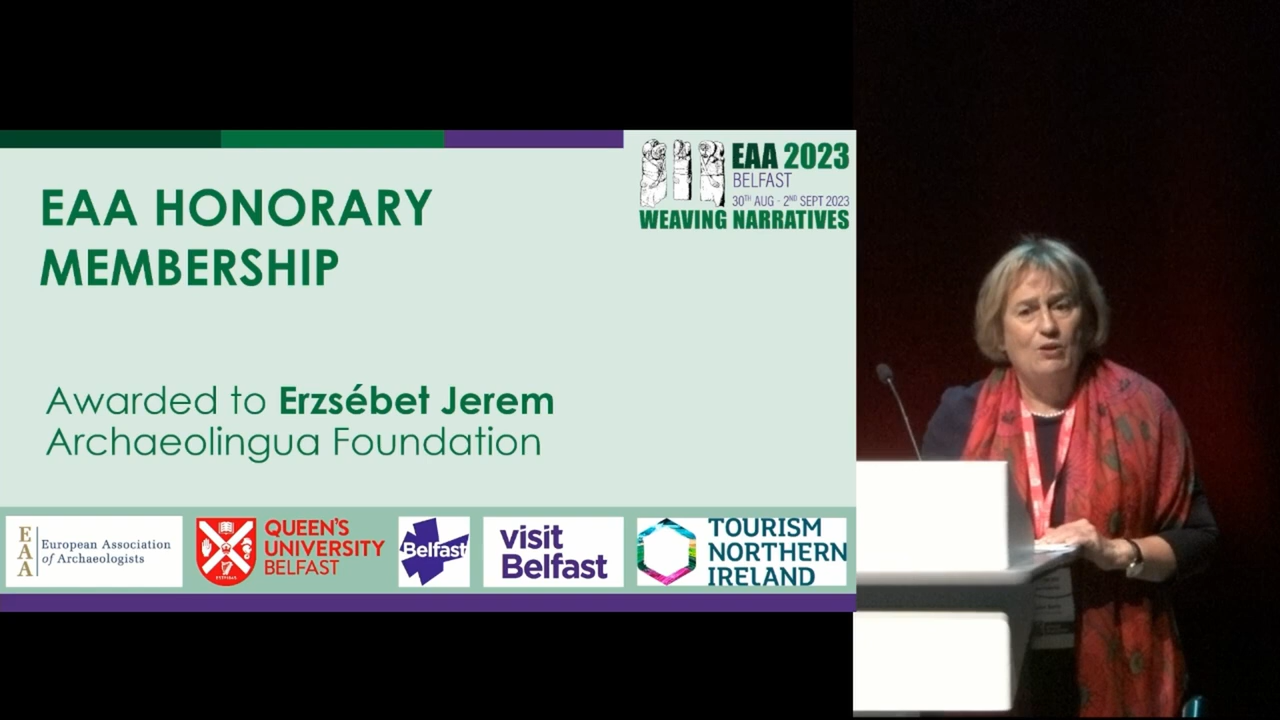 EAA HONORARY
MEMBERSHIP
EAA 2023
BELFAST
30TH AUG - 2ND SEPT 2023
WEAVING NARRATIVES
Awarded to Erzsébet Jerem
Archaeolingua Foundation
EAA
European Association
of Archaeologists
QUEEN'S
UNIVERSITY
BELFAST
Belfast
visit
Belfast
TOURISM
NORTHERN
IRELAND